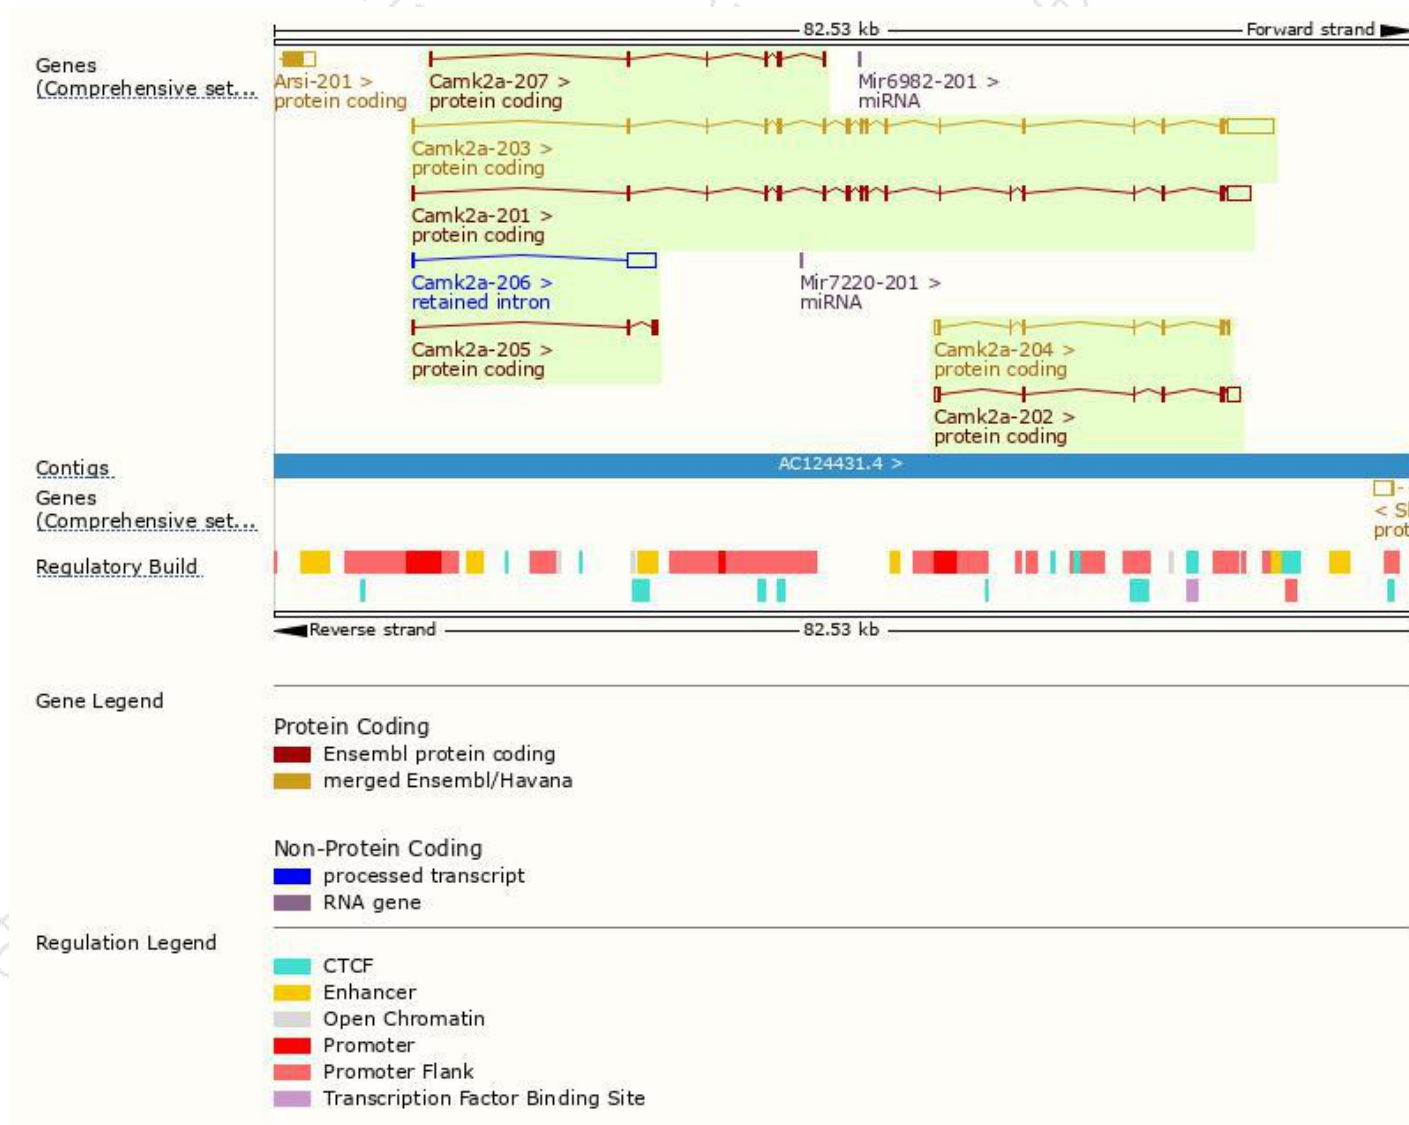 82.53 kb Forward strand
Genes
(Comprehensive set...
Arsi-201 > Camk2a-207 > Mir6982-201 >
protein coding protein coding miRNA
Camk2a-203 >
protein coding
Camk2a-201 >
protein coding
Camk2a-206 > Mir7220-201 >
retained intron miRNA
Camk2a-205 > Camk2a-204 >
protein coding protein coding
Camk2a-202 >
protein coding
Contigs AC124431.4 >
Genes
(Comprehensive set...
< Sl
prot
Regulatory Build
Reverse strand 82.53 kb
Gene Legend
Protein Coding
Ensembl protein coding
merged Ensembl/Havana
Non-Protein Coding
processed transcript
RNA gene
Regulation Legend
CTCF
Enhancer
Open Chromatin
Promoter
Promoter Flank
Transcription Factor Binding Site